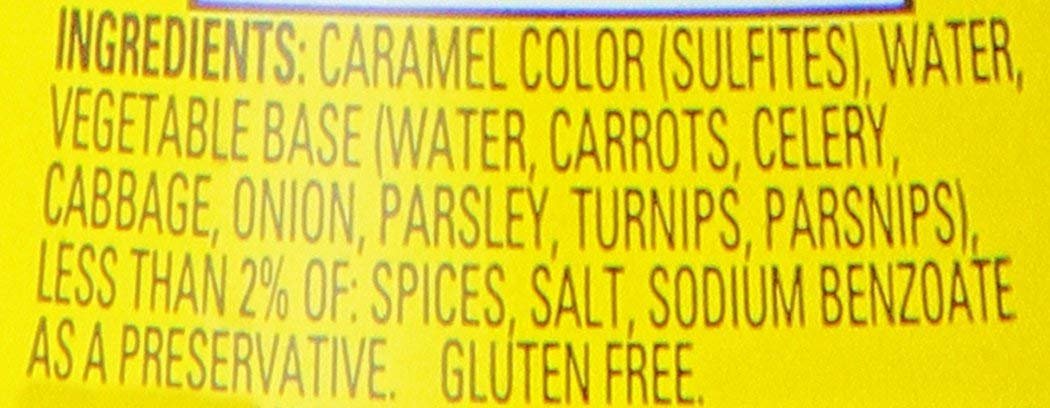 INGREDIENTS: CARAMEL COLOR (SULFITES), WATER,
VEGETABLE BASE (WATER, CARROTS, CELERY,
CABBAGE, ONION, PARSLEY, TURNIPS, PARSNIPS),
LESS THAN 2% OF: SPICES, SALT, SODIUM BENZOATE
AS A PRESERVATIVE. GLUTEN FREE.